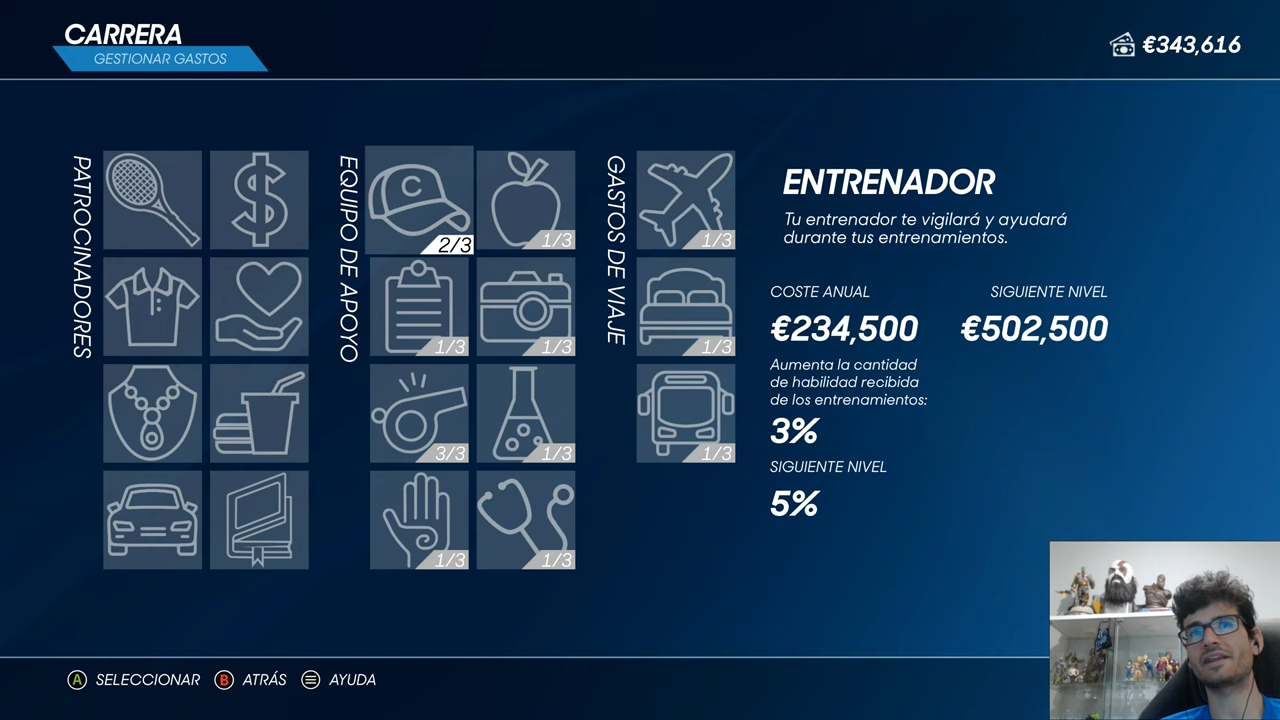 CARRERA
GESTIONAR GASTOS
€343,616
PATROCINADORES
EQUIPO DE APOYO
C
2/3
1/3
1/3
1/3
3/3
1/3
1/3
1/3
GASTOS DE VIAJE
1/3
1/3
1/3
ENTRENADOR
Tu entrenador te vigilará y ayudará
durante tus entrenamientos.
COSTE ANUAL
SIGUIENTE NIVEL
€234,500
€502,500
Aumenta la cantidad
de habilidad recibida
de los entrenamientos:
3%
SIGUIENTE NIVEL
5%
A SELECCIONAR
B ATRÁS
AYUDA